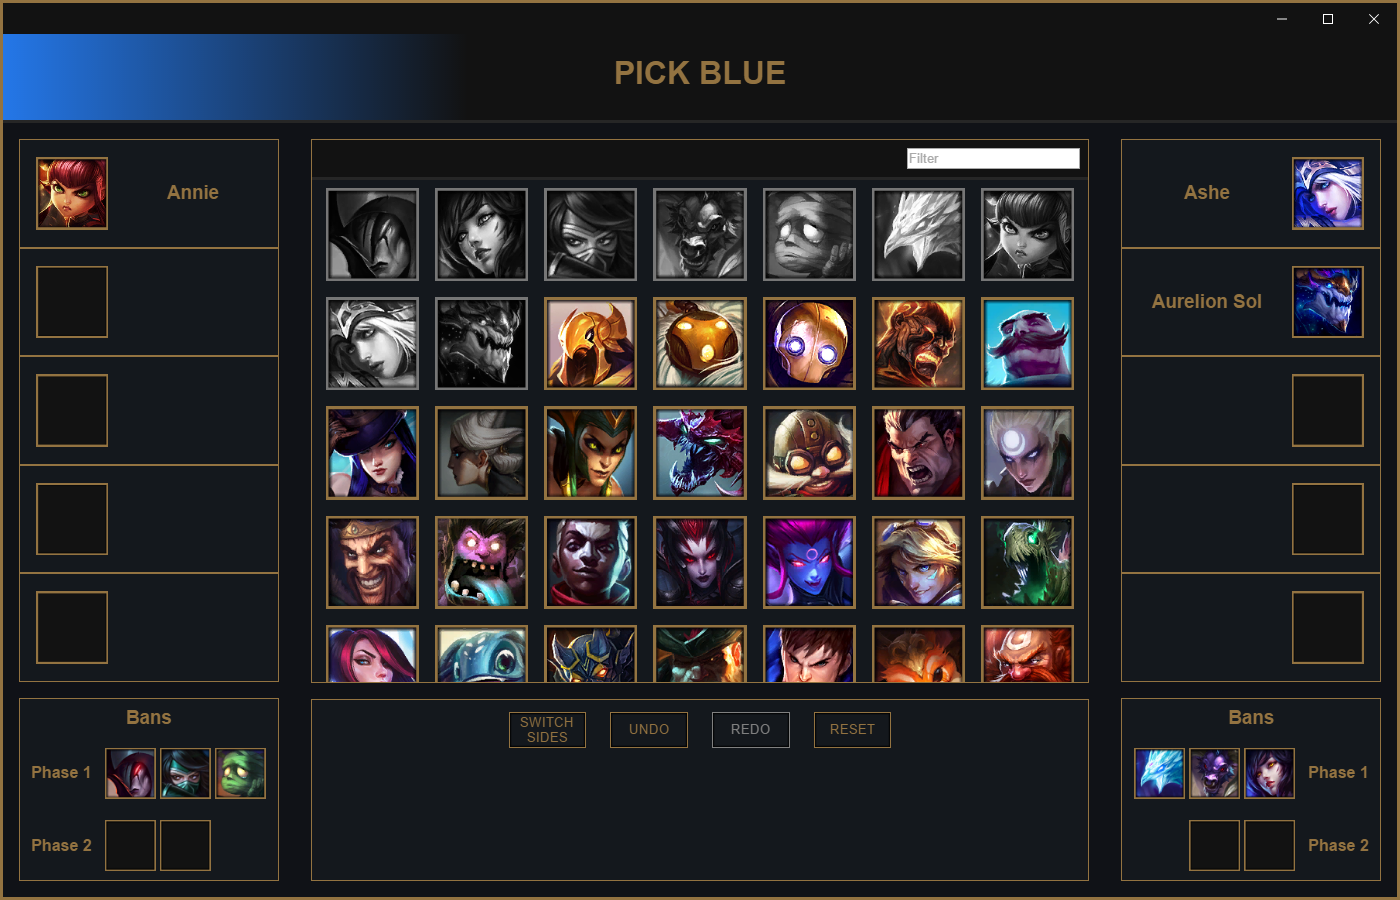 PICK BLUE
Annie
Filter
Ashe
Aurelion Sol
Bans
Phase 1
Phase 2
SWITCH
SIDES
UNDO
REDO
RESET
Bans
Phase 1
Phase 2